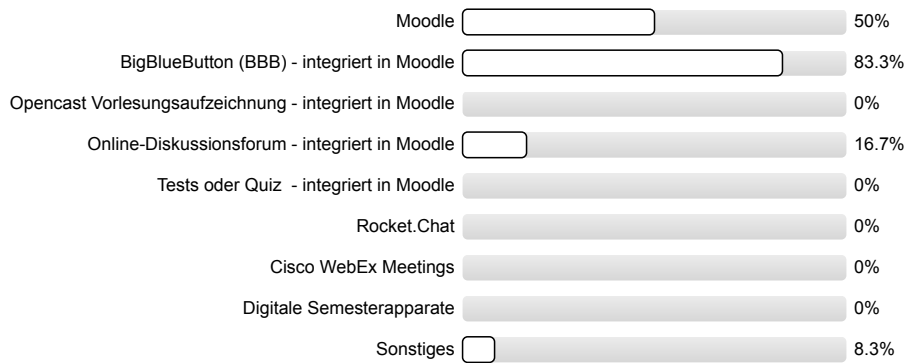 Moodle 50%
BigBlueButton (BBB) - integriert in Moodle 83.3%
Opencast Vorlesungsaufzeichnung - integriert in Moodle 0%
Online-Diskussionsforum - integriert in Moodle 16.7%
Tests oder Quiz - integriert in Moodle 0%
Rocket.Chat 0%
Cisco WebEx Meetings 0%
Digitale Semesterapparate 0%
Sonstiges 8.3%